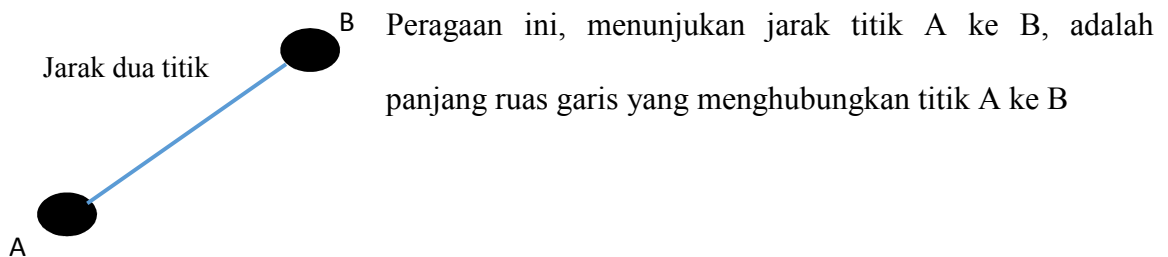 B
Peragaan ini, menunjukan jarak titik A ke B, adalah
Jarak dua titik
panjang ruas garis yang menghubungkan titik A ke B
A